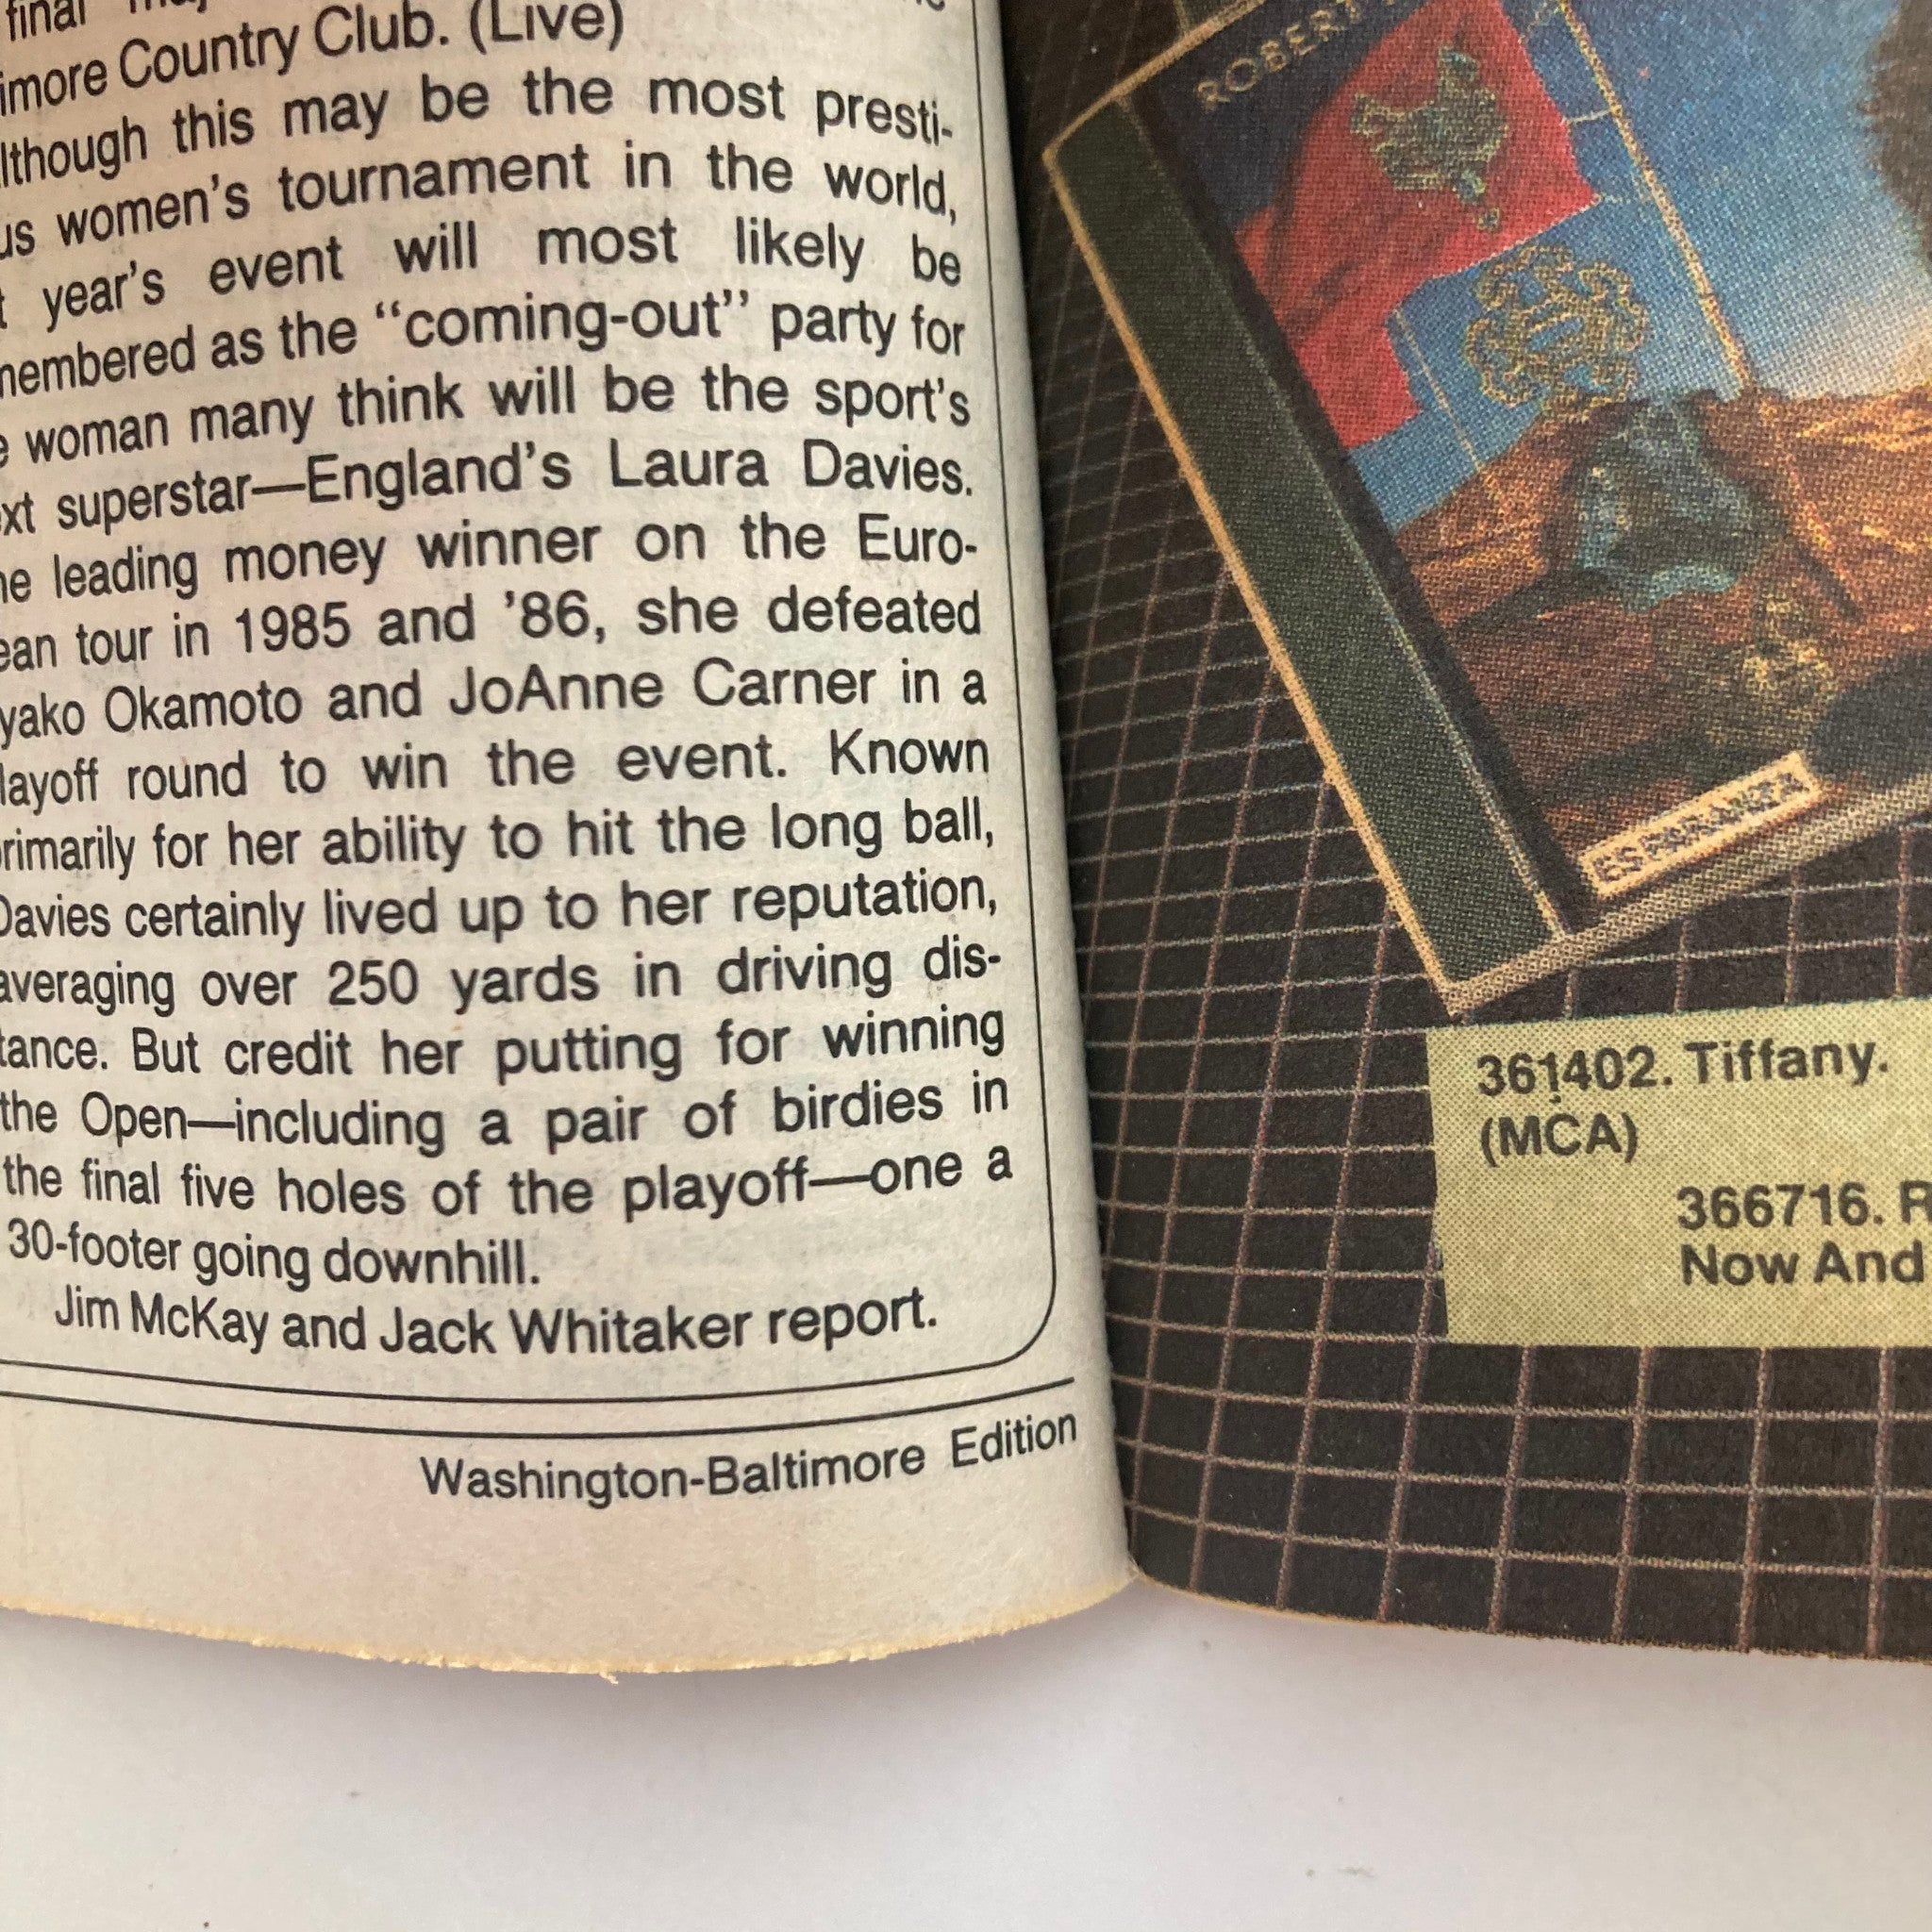 final
imore Country Club. (Live)
lthough this may be the most presti-
us women's tournament in the world,
t year's event will most likely be
membered as the "coming-out" party for
e woman many think will be the sport's
xt superstar—England's Laura Davies.
he leading money winner on the Euro-
ean tour in 1985 and '86, she defeated
yako Okamoto and JoAnne Carner in a
layoff round to win the event. Known
rimarily for her ability to hit the long ball,
Davies certainly lived up to her reputation,
averaging over 250 yards in driving dis-
tance. But credit her putting for winning
the Open—including a pair of birdies in
the final five holes of the playoff—one a
30-footer going downhill.
Jim McKay and Jack Whitaker report.
Washington-Baltimore Edition
ROBERT
ESPARANZA
361402. Tiffany.
(MCA)
366716. R
Now And